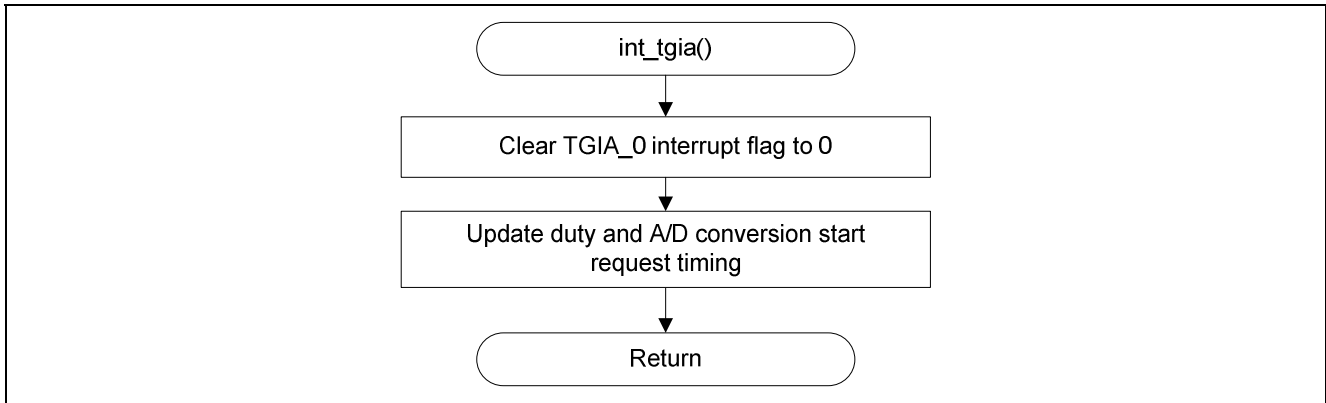 int_tgia()
Clear TGIA_0 interrupt flag to 0
Update duty and A/D conversion start
request timing
Return